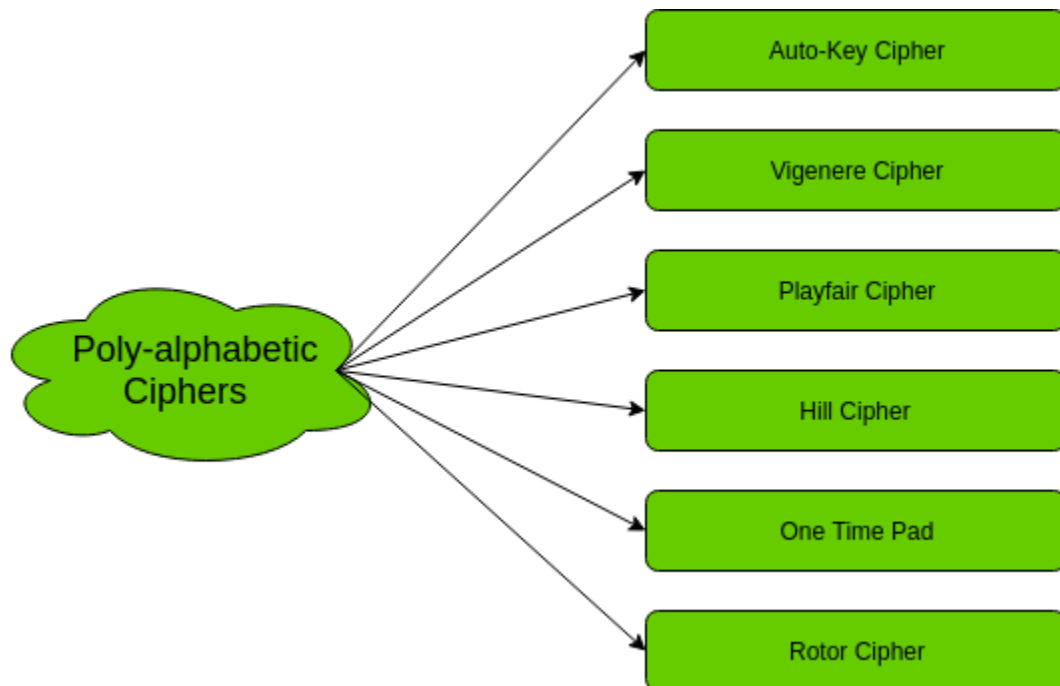 Poly-alphabetic
Ciphers
Auto-Key Cipher
Vigenere Cipher
Playfair Cipher
Hill Cipher
One Time Pad
Rotor Cipher